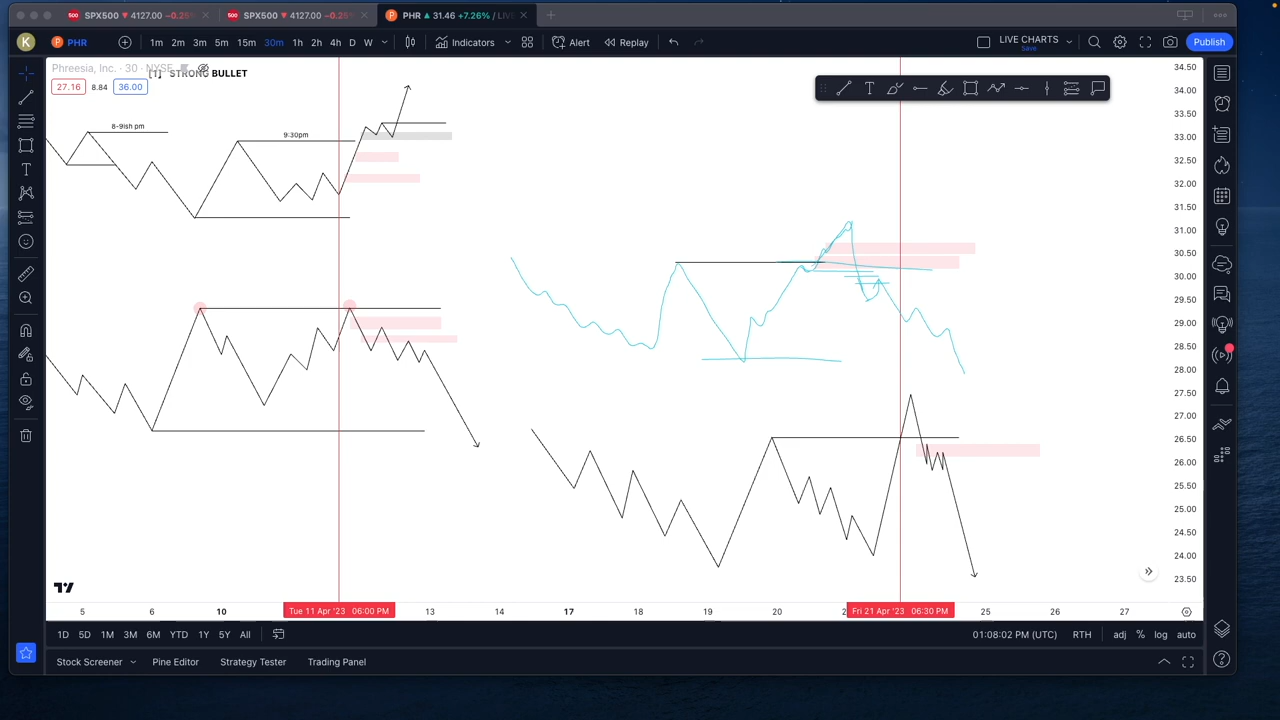 SPX500 ▼ 4127.00 -0.25%
SPX500 ▼ 4127.00 -0.25%
PHR ▲ 31.46 +7.26% / LIVE
K
PHR
1m 2m 3m 5m 15m 30m 1h 2h 4h D W
Indicators
Alert
Replay
LIVE CHARTS
Save
Publish
Phreesia, Inc. · 30 · NYSE
[1] STRONG BULLET
27.16 8.84 36.00
8-9ish pm
9:30pm
34.50
34.00
33.50
33.00
32.50
32.00
31.50
31.00
30.50
30.00
29.50
29.00
28.50
28.00
27.50
27.00
26.50
26.00
25.50
25.00
24.50
24.00
23.50
5 6 10 Tue 11 Apr '23 06:00 PM 13 14 17 18 19 20 2 Fri 21 Apr '23 06:30 PM 25 26 27
1D 5D 1M 3M 6M YTD 1Y 5Y All
01:08:02 PM (UTC) RTH adj % log auto
Stock Screener Pine Editor Strategy Tester Trading Panel